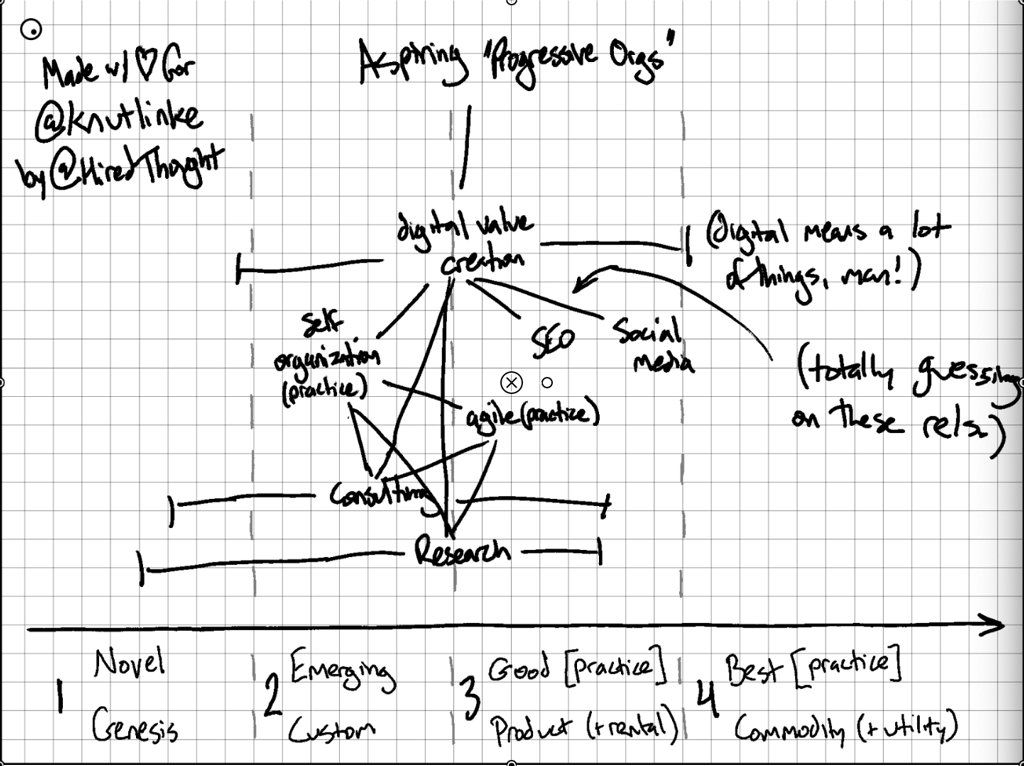 Made w/ ♡ for
@knutlinke
by @HiredThought
Aspiring "Progressive Orgs"
digital value
creation
(digital means a lot
of things, man!)
self
organization
(practice)
SEO
Social
media
(totally guessing
on these rels.)
agile (practice)
Consulting
Research
1 Novel
Genesis
2 Emerging
Custom
3 Good [practice]
Product (+rental)
4 Best [practice]
Commodity (+utility)